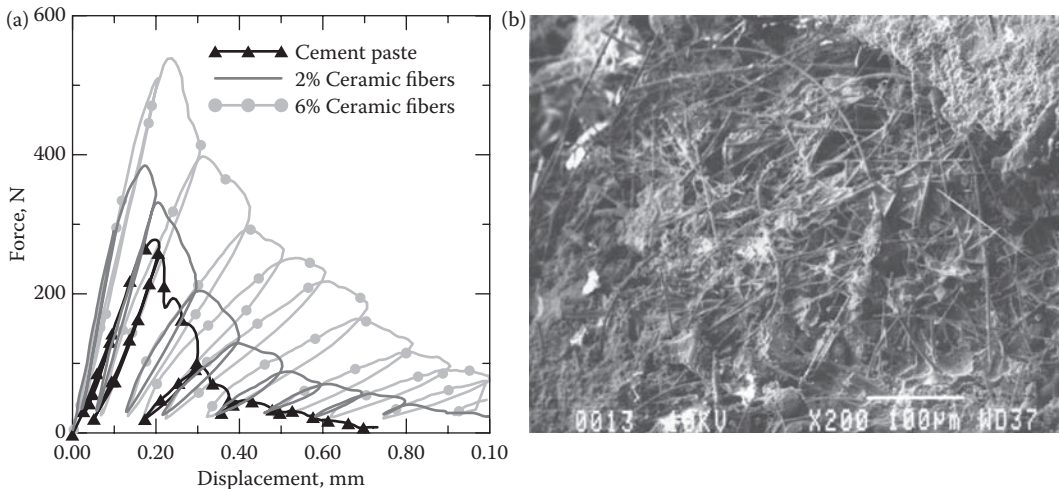 (a)
600
400
200
0
Force, N
Cement paste
2% Ceramic fibers
6% Ceramic fibers
0.00 0.20 0.40 0.60 0.80 0.10
Displacement, mm
(b)
0013 10KV X200 100μm WD37